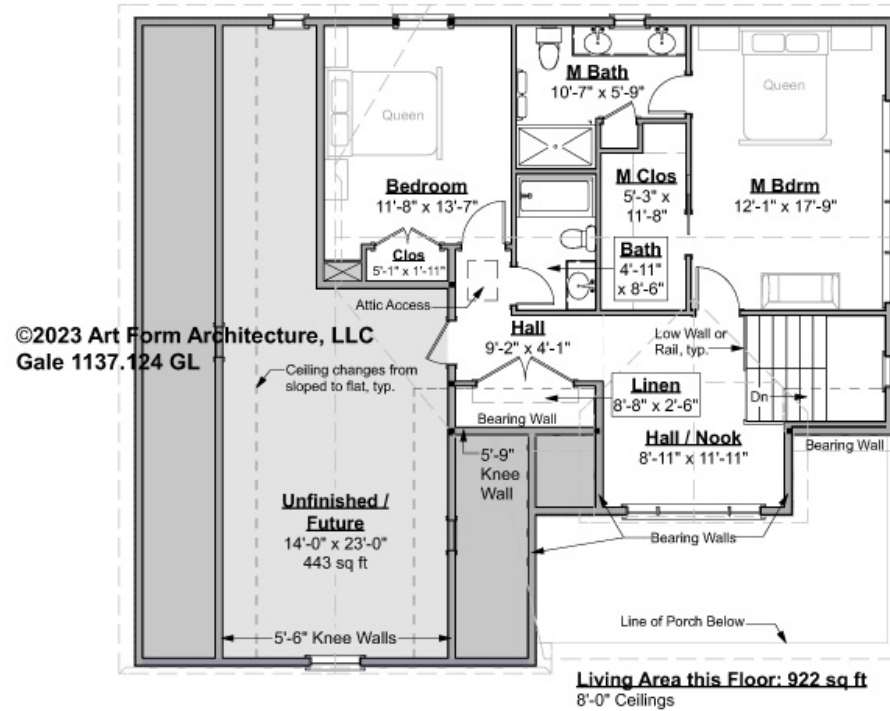 Queen
M Bath
10'-7" x 5'-9"
Queen
Bedroom
11'-8" x 13'-7"
M Clos
5'-3" x
11'-8"
M Bdrm
12'-1" x 17'-9"
Clos
5'-1" x 1'-11"
Bath
4'-11"
x 8'-6"
Attic Access
©2023 Art Form Architecture, LLC
Gale 1137.124 GL
Hall
9'-2" x 4'-1"
Low Wall or
Rail, typ.
Ceiling changes from
sloped to flat, typ.
Linen
8'-8" x 2'-6"
Dn
Bearing Wall
Hall / Nook
8'-11" x 11'-11"
Bearing Wall
5'-9"
Knee
Wall
Unfinished /
Future
14'-0" x 23'-0"
443 sq ft
Bearing Walls
Line of Porch Below
5'-6" Knee Walls
Living Area this Floor: 922 sq ft
8'-0" Ceilings